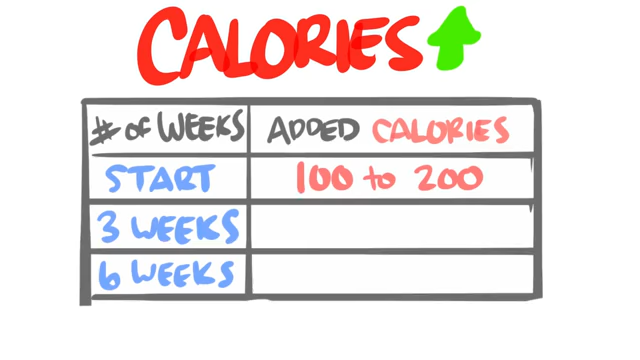 CALORIES
# of WEEKS ADDED CALORIES
START 100 to 200
3 WEEKS
6 WEEKS